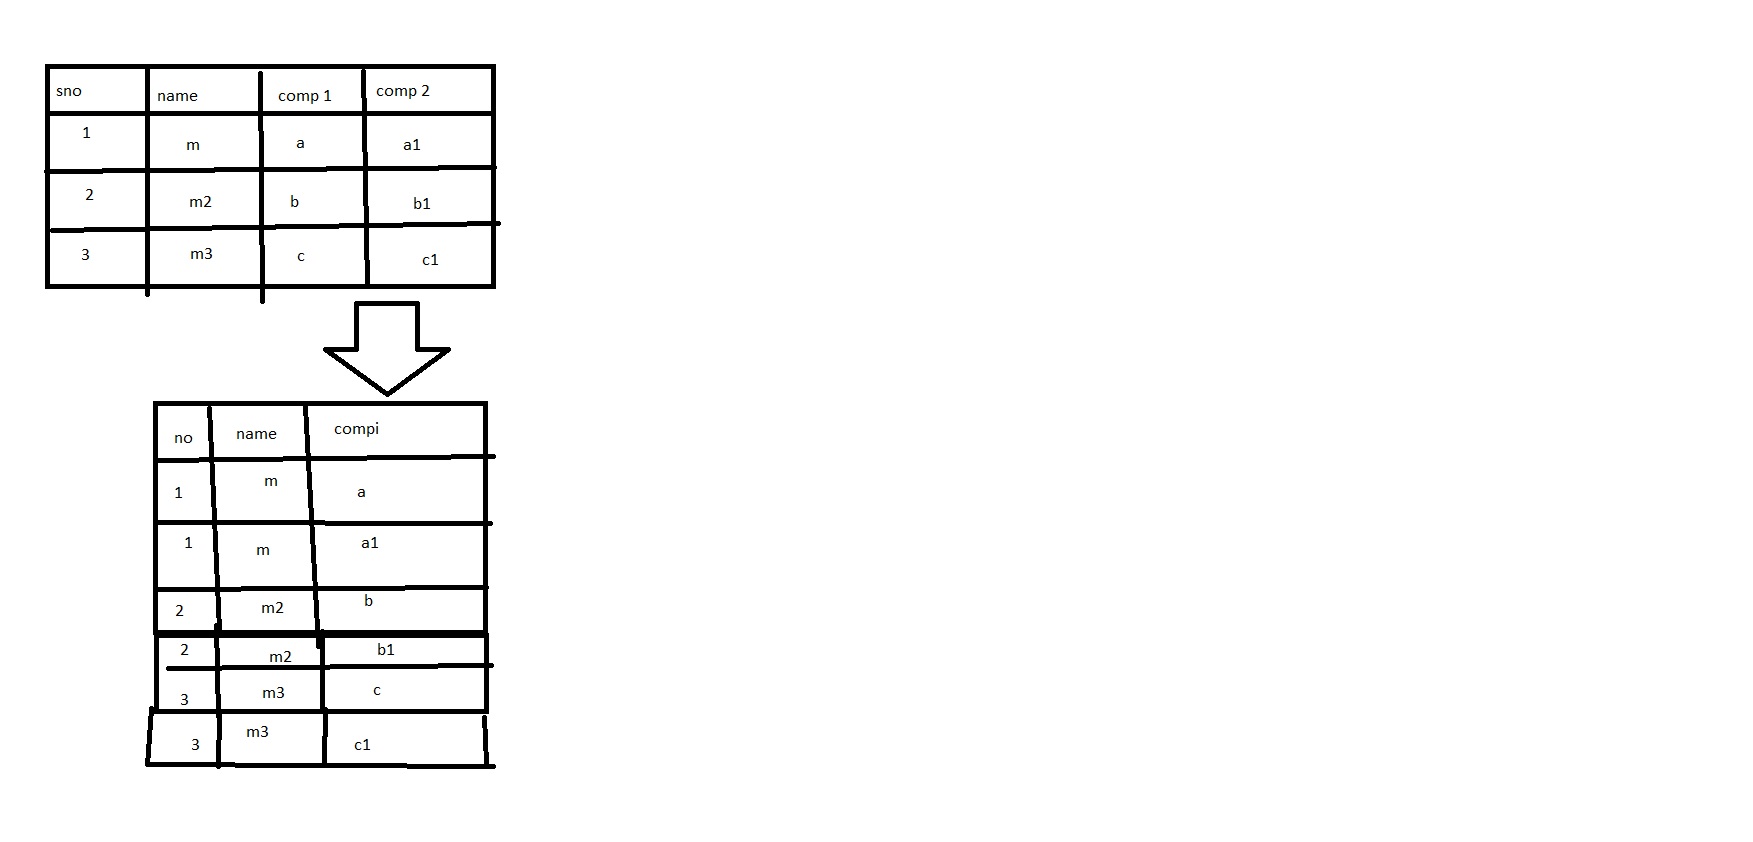 sno name comp 1 comp 2
1 m a a1
2 m2 b b1
3 m3 c c1
no name compi
1 m a
1 m a1
2 m2 b
2 m2 b1
3 m3 c
3 m3 c1